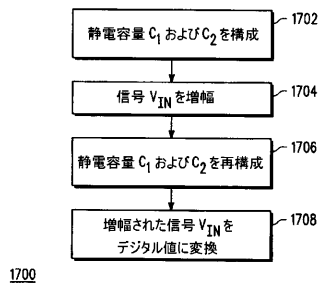 静電容量 C₁ および C₂ を構成
1702
信号 V_IN を増幅
1704
静電容量 C₁ および C₂ を再構成
1706
増幅された信号 V_IN を
デジタル値に変換
1708
1700